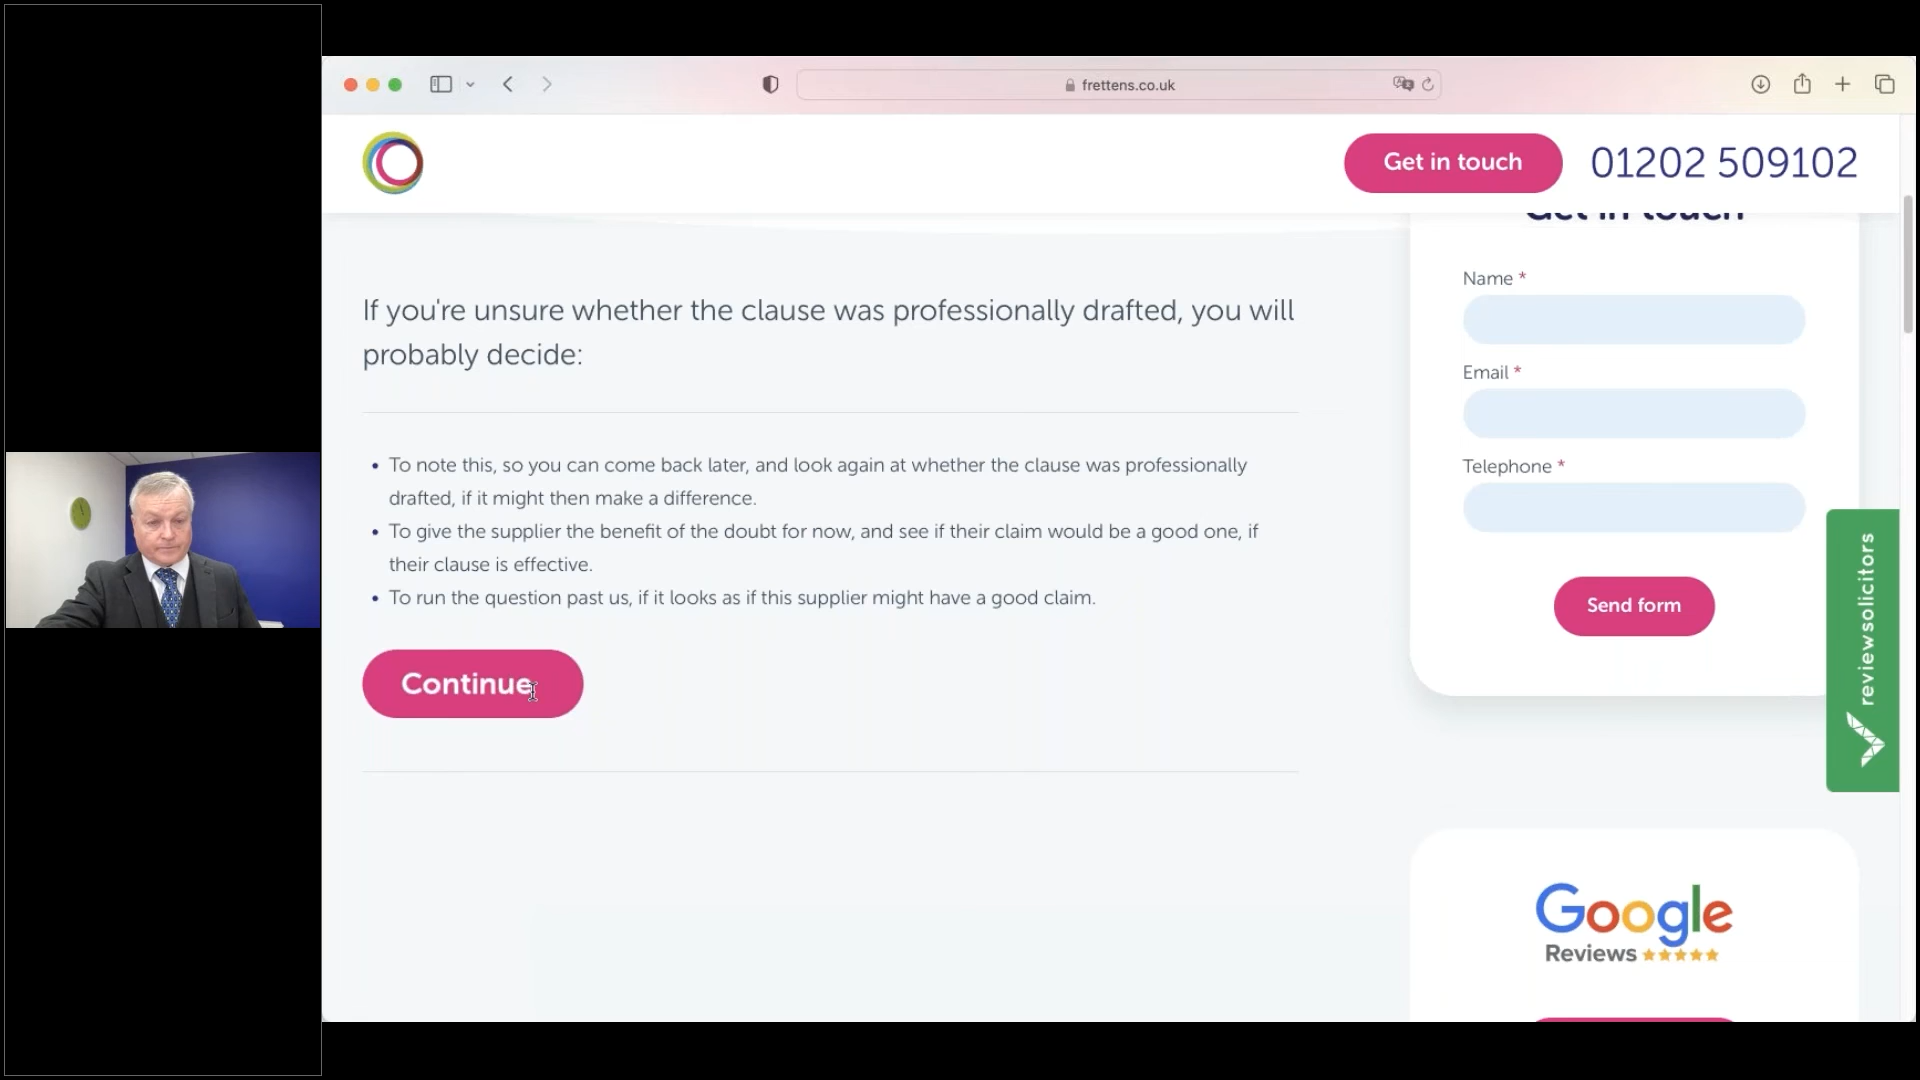 frettens.co.uk
Get in touch
01202 509102
Get in touch
If you're unsure whether the clause was professionally drafted, you will
probably decide:
• To note this, so you can come back later, and look again at whether the clause was professionally
drafted, if it might then make a difference.
• To give the supplier the benefit of the doubt for now, and see if their claim would be a good one, if
their clause is effective.
• To run the question past us, if it looks as if this supplier might have a good claim.
Continue
Name *
Email *
Telephone *
Send form
reviewsolicitors
Google
Reviews